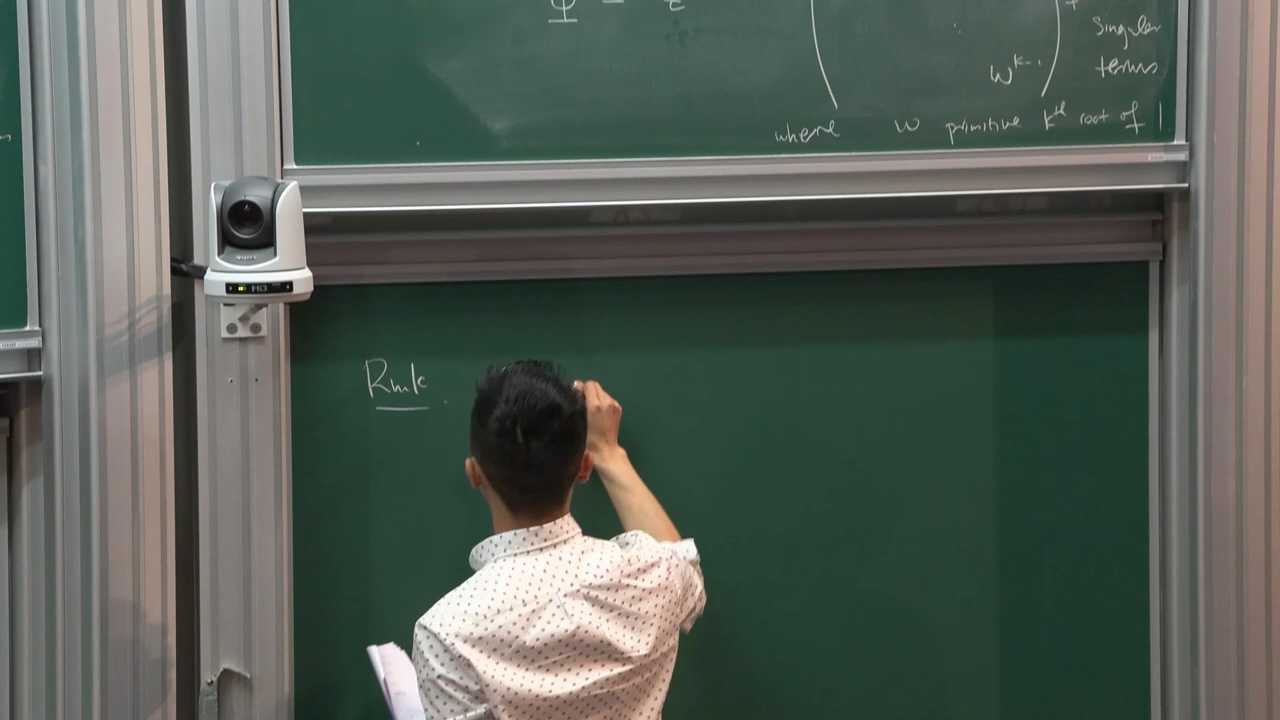 Φ =
+ singular
w^{k-1} terms
where w primitive k^{th} root of 1
Rmk